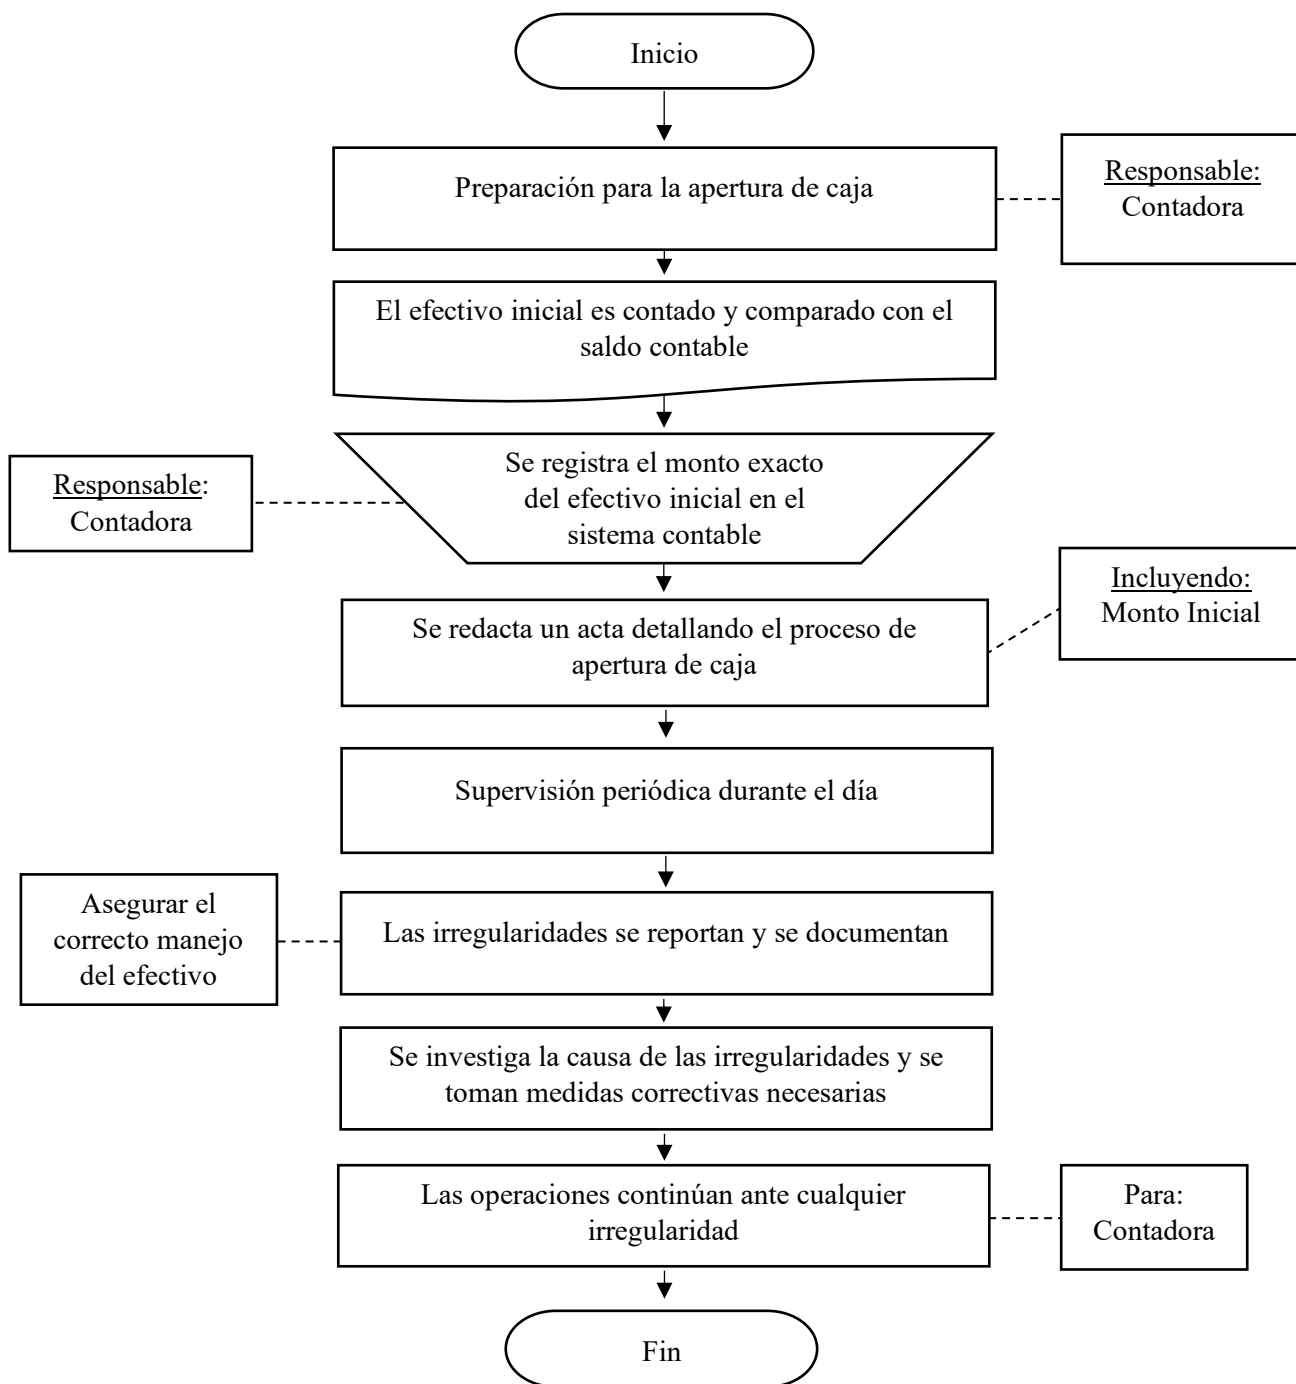 Inicio
Preparación para la apertura de caja
Responsable:
Contadora
El efectivo inicial es contado y comparado con el
saldo contable
Se registra el monto exacto
del efectivo inicial en el
sistema contable
Responsable:
Contadora
Se redacta un acta detallando el proceso de
apertura de caja
Incluyendo:
Monto Inicial
Supervisión periódica durante el día
Las irregularidades se reportan y se documentan
Asegurar el
correcto manejo
del efectivo
Se investiga la causa de las irregularidades y se
toman medidas correctivas necesarias
Las operaciones continúan ante cualquier
irregularidad
Para:
Contadora
Fin